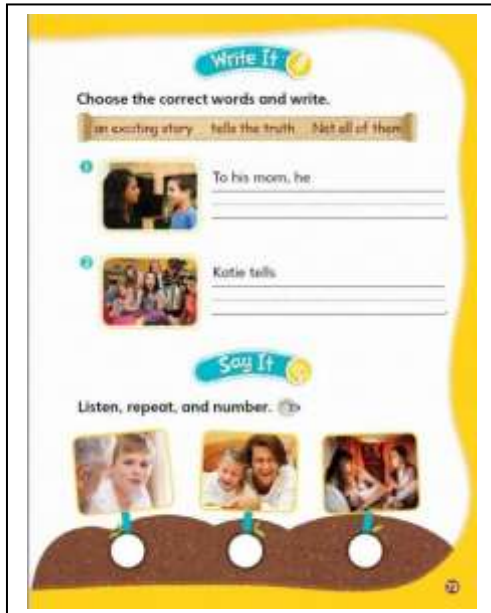 Write It
Choose the correct words and write.
an exciting story tells the truth Not all of them
1
To his mom, he
2
Katie tells
Say It
Listen, repeat, and number.